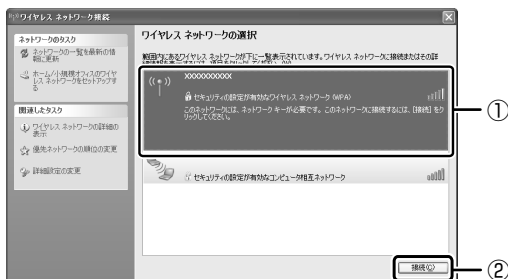 ワイヤレス ネットワーク接続
ネットワークのタスク
ネットワークの一覧を最新の情
報に更新
ホーム/小規模オフィスのワイヤ
レス ネットワークをセットアップす
る
関連したタスク
ワイヤレス ネットワークの詳細の
表示
優先ネットワークの順位の変更
詳細設定の変更
ワイヤレス ネットワークの選択
範囲内にあるワイヤレス ネットワークが下に一覧表示されています。ワイヤレス ネットワークに接続またはその詳
XXXXXXXXXX
セキュリティの設定が有効なワイヤレス ネットワーク (WPA)
このネットワークには、ネットワーク キーが必要です。このネットワークに接続するには、[接続] をク
リックしてください。
セキュリティの設定が有効なコンピュータ相互ネットワーク
接続(C)
①
②